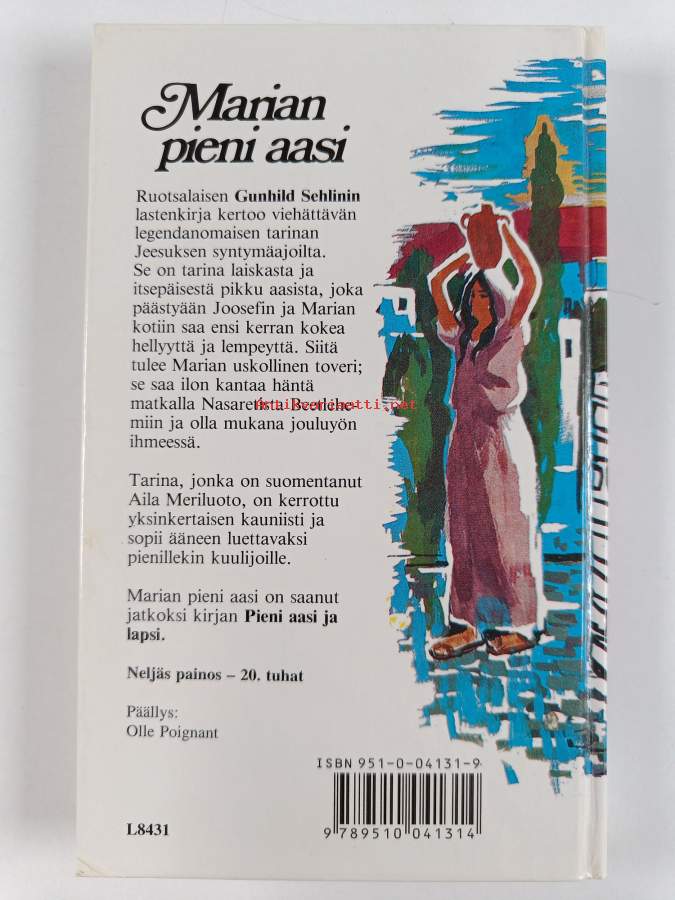 Marian
pieni aasi
Ruotsalaisen Gunhild Sehlinin
lastenkirja kertoo viehättävän
legendanomaisen tarinan
Jeesuksen syntymäajoilta.
Se on tarina laiskasta ja
itsepäisestä pikku aasista, joka
päästyään Joosefin ja Marian
kotiin saa ensi kerran kokea
hellyyttä ja lempeyttä. Siitä
tulee Marian uskollinen toveri;
se saa ilon kantaa häntä
matkalla Nasaretista Beetlehe-
miin ja olla mukana jouluyön
ihmeessä.
Tarina, jonka on suomentanut
Aila Meriluoto, on kerrottu
yksinkertaisen kauniisti ja
sopii ääneen luettavaksi
pienillekin kuulijoille.
Marian pieni aasi on saanut
jatkoksi kirjan Pieni aasi ja
lapsi.
Neljäs painos – 20. tuhat
Päällys:
Olle Poignant
ISBN 951-0-04131-9
9 789510 041314
L8431